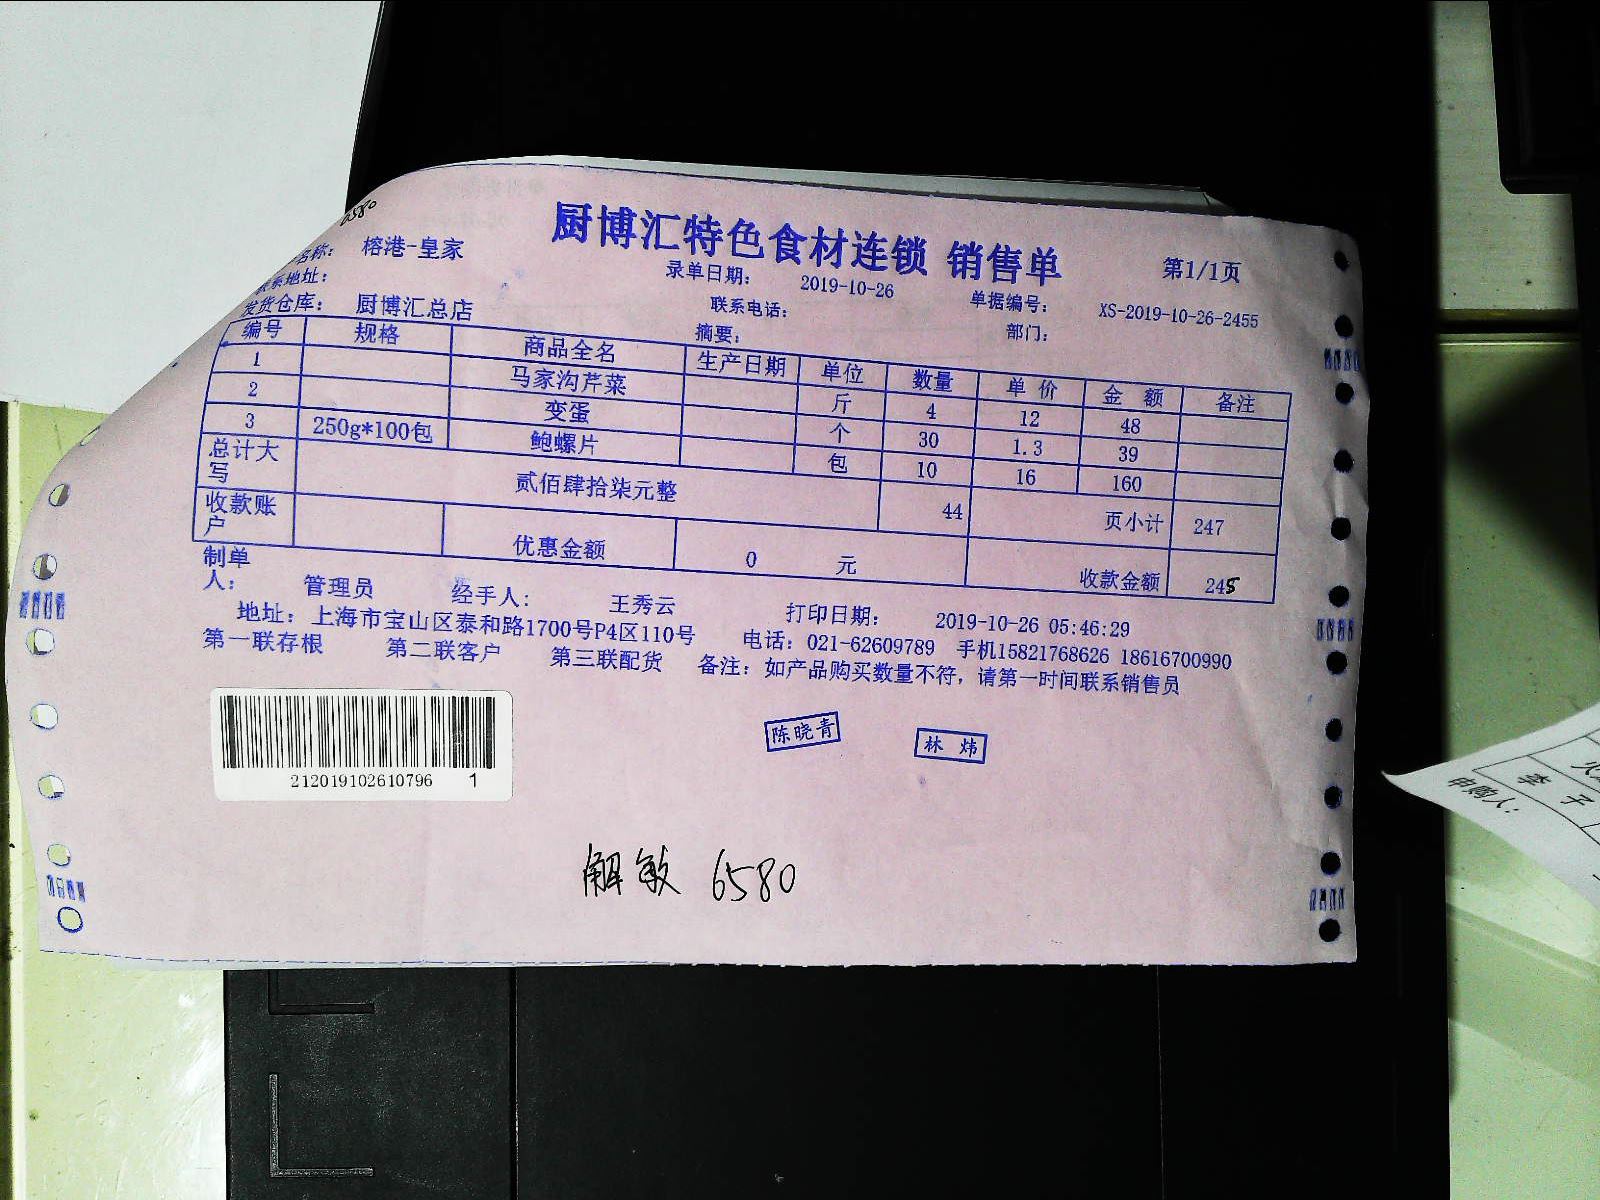 6580
厨博汇特色食材连锁 销售单
第1/1页
名称： 榕港-皇家
录单日期： 2019-10-26
单据编号： XS-2019-10-26-2455
联系地址：
联系电话：
部门：
发货仓库： 厨博汇总店
摘要：
编号 规格 商品全名 生产日期 单位 数量 单价 金额 备注
1 马家沟芹菜 斤 4 12 48
2 变蛋 个 30 1.3 39
3 250g*100包 鲍螺片 包 10 16 160
总计大写 贰佰肆拾柒元整 44 页小计 247
收款账户 优惠金额 0 元 收款金额 245
制单人： 管理员 经手人： 王秀云 打印日期： 2019-10-26 05:46:29
地址：上海市宝山区泰和路1700号P4区110号 电话：021-62609789 手机15821768626 18616700990
第一联存根 第二联客户 第三联配货 备注：如产品购买数量不符，请第一时间联系销售员
陈晓青
林炜
212019102610796 1
解敏 6580
李子
申购人：